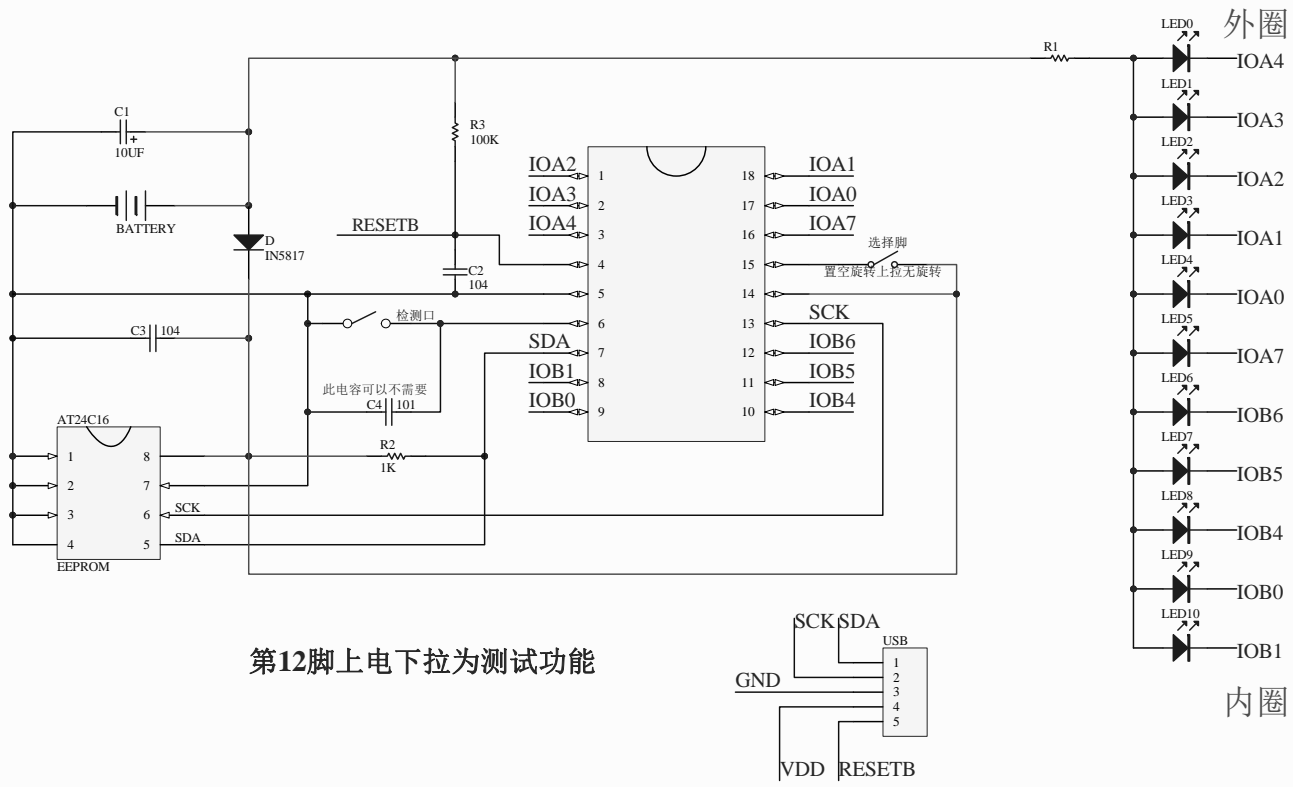 LED0 外圈
R1 IOA4
LED1
C1
R3
100K
10UF
IOA3
LED2
IOA2 1 18 IOA1
IOA2
IOA3 2 17 IOA0
LED3
BATTERY
RESETB IOA4 3 16 IOA7
IOA1
D
IN5817
选择脚
LED4
4 15
置空旋转上拉无旋转
C2
104
5 14
IOA0
检测口
6 13 SCK
LED5
C3 104
SDA 7 12 IOB6
IOA7
LED6
此电容可以不需要
IOB1 8 11 IOB5
C4 101
IOB0 9 10 IOB4
IOB6
AT24C16
LED7
R2
1K
1 8
IOB5
2 7
LED8
3 6 SCK
IOB4
4 5 SDA
LED9
EEPROM
IOB0
LED10
SCK SDA
USB
第12脚上电下拉为测试功能
IOB1
1
2
GND 3
4
5
内圈
VDD RESETB